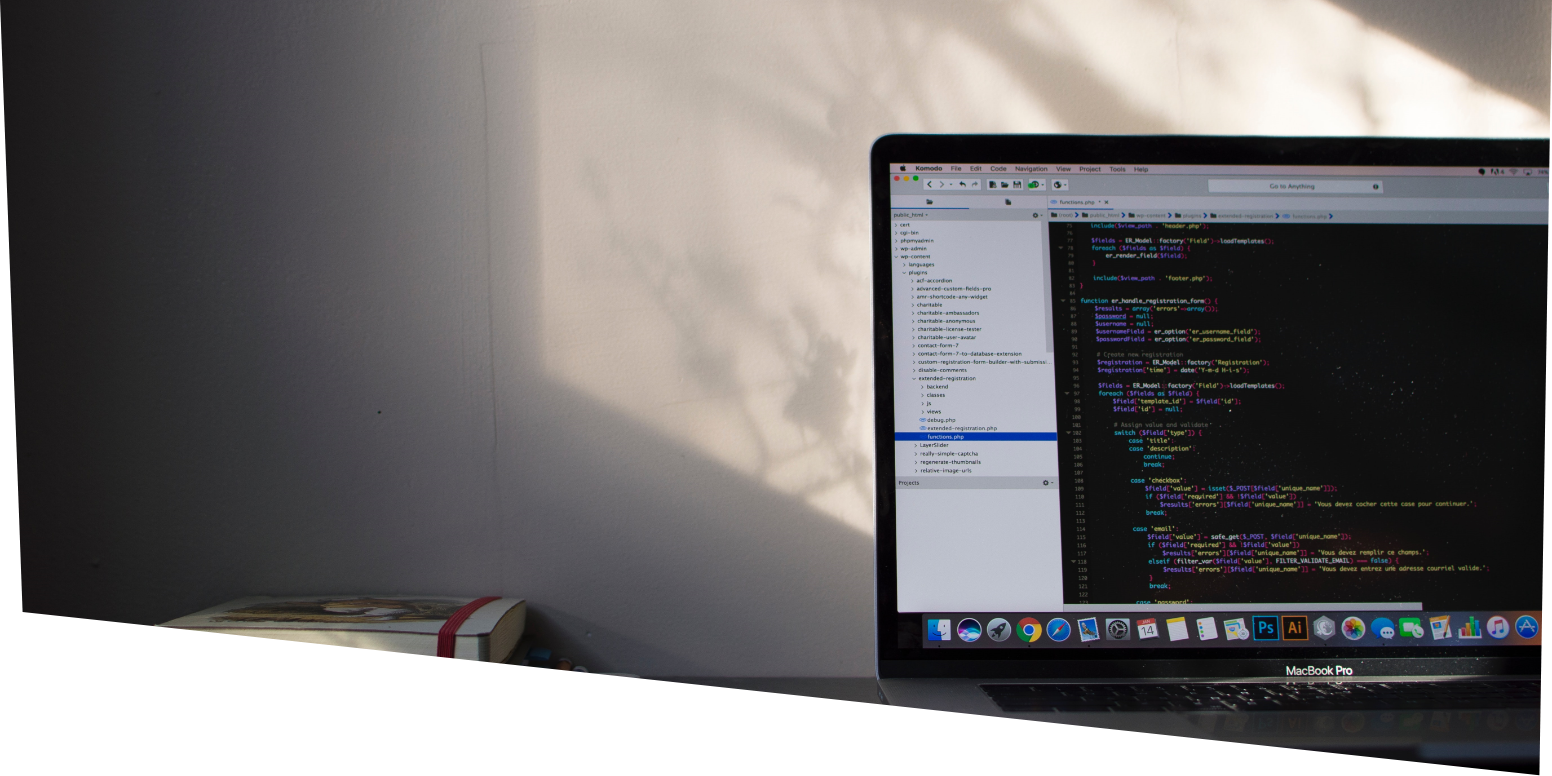 Komodo File Edit Code Navigation View Project Tools Help
Go to Anything
functions.php
public_html
(root) public_html wp-content plugins extended-registration functions.php
cert
cgi-bin
phpmyadmin
wp-admin
wp-content
languages
plugins
acf-accordion
advanced-custom-fields-pro
amr-shortcode-any-widget
charitable
charitable-ambassadors
charitable-anonymous
charitable-license-tester
charitable-user-avatar
contact-form-7
contact-form-7-to-database-extension
custom-registration-form-builder-with-submissi
disable-comments
extended-registration
backend
classes
js
views
debug.php
extended-registration.php
functions.php
LayerSlider
really-simple-captcha
regenerate-thumbnails
relative-image-urls
Projects
include($view_path . 'header.php');
$fields = ER_Model::factory('Field')->loadTemplates();
foreach ($fields as $field) {
er_render_field($field);
}
include($view_path . 'footer.php');
}
function er_handle_registration_form() {
$results = array('errors'=>array());
$password = null;
$username = null;
$usernameField = er_option('er_username_field');
$passwordField = er_option('er_password_field');
# Create new registration
$registration = ER_Model::factory('Registration');
$registration['time'] = date('Y-m-d H-i-s');
$fields = ER_Model::factory('Field')->loadTemplates();
foreach ($fields as $field) {
$field['template_id'] = $field['id'];
$field['id'] = null;
# Assign value and validate
switch ($field['type']) {
case 'title':
case 'description':
continue;
break;
case 'checkbox':
$field['value'] = isset($_POST[$field['unique_name']]);
if ($field['required'] && !$field['value'])
$results['errors'][$field['unique_name']] = 'Vous devez cocher cette case pour continuer.';
break;
case 'email':
$field['value'] = safe_get($_POST, $field['unique_name']);
if ($field['required'] && !$field['value'])
$results['errors'][$field['unique_name']] = 'Vous devez remplir ce champs.';
elseif (filter_var($field['value'], FILTER_VALIDATE_EMAIL) == false) {
$results['errors'][$field['unique_name']] = 'Vous devez entrez une adresse courriel valide.';
}
break;
case 'password':
14
Ps
Ai
MacBook Pro